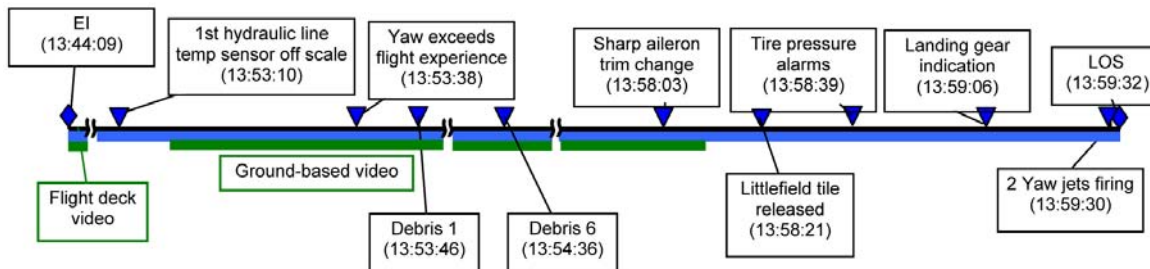 EI
(13:44:09)
1st hydraulic line
temp sensor off scale
(13:53:10)
Yaw exceeds
flight experience
(13:53:38)
Sharp aileron
trim change
(13:58:03)
Tire pressure
alarms
(13:58:39)
Landing gear
indication
(13:59:06)
LOS
(13:59:32)
Flight deck
video
Ground-based video
Debris 1
(13:53:46)
Debris 6
(13:54:36)
Littlefield tile
released
(13:58:21)
2 Yaw jets firing
(13:59:30)